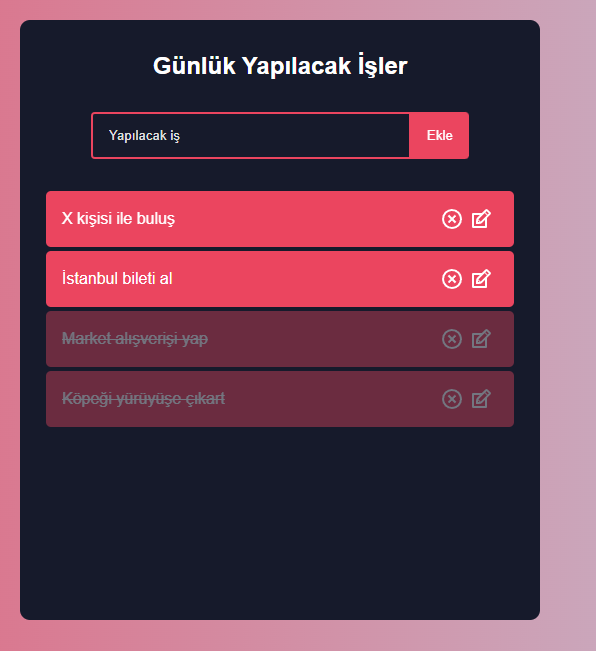 Günlük Yapılacak İşler
Yapılacak iş
Ekle
X kişisi ile buluş
İstanbul bileti al
Market alışverişi yap
Köpeği yürüyüşe çıkart